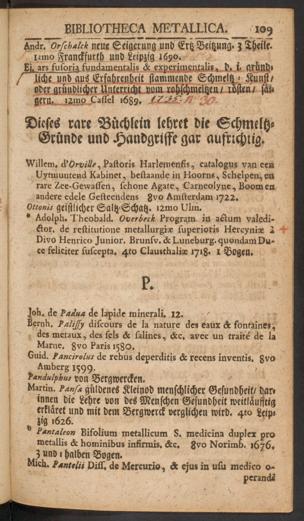 BIBLIOTHECA METALLICA. 109
Andr. Orschalck neue Seigerung und Ertz Beitzung. 3 Theile.
12mo Franckfurth und Leipzig 1690.
Ej. ars fusoria fundamentalis & experimentalis, d. i. gründ-
liche und aus Erfahrenheit stammende Schmeltz-Kunst/
oder gründlicher Unterricht vom rohschmeltzen/ rösten/ sai-
gern. 12mo Cassel 1689. 1725. 30
Dieses rare Büchlein lehret die Schmeltz-
Gründe und Handgriffe gar aufrichtig.
Willem. d'Orville, Pastoris Harlemensis, catalogus van een
Uytmuntend Kabinet, bestaande in Hoorns, Schelpen, en
rare Zee-Gewassen, schone Agate, Carneolyne, Boom en
andere edele Gesteendens 8vo Amsterdam 1722.
Ottonis geistlicher Saltz-Schatz. 12mo Ulm.
* Adolph. Theobald. Overbeck Program. in actum valedi-
ctor. de restitutione metallurgiæ superioris Hercyniæ à
Divo Henrico Junior. Brunsv. & Luneburg. quondam Du-
ce feliciter suscepta. 4to Clausthaliæ 1718. 1 Bogen.
P.
Joh. de Padua de lapide minerali. 12.
Bernh. Palissy discours de la nature des eaux & fontaines,
des metaux, des sels & salines, &c. avec un traité de la
Marne. 8vo Paris 1580.
Guid. Pancirolus de rebus deperditis & recens inventis. 8vo
Amberg 1599.
Pandulphus von Bergwercken.
Martin. Pansa güldenes Kleinod menschlicher Gesundheit/ dar-
innen die Lehre von des Menschen Gesundheit weitläufftig
erkläret und mit dem Bergwerck verglichen wird. 4to Leip-
zig 1626.
* Pantaleon Bifolium metallicum S. medicina duplex pro
metallis & hominibus infirmis, &c. 8vo Norimb. 1676.
3 und 1 halben Bogen.
Mich. Pantelii Diss. de Mercurio, & ejus in usu medico o-
perandi